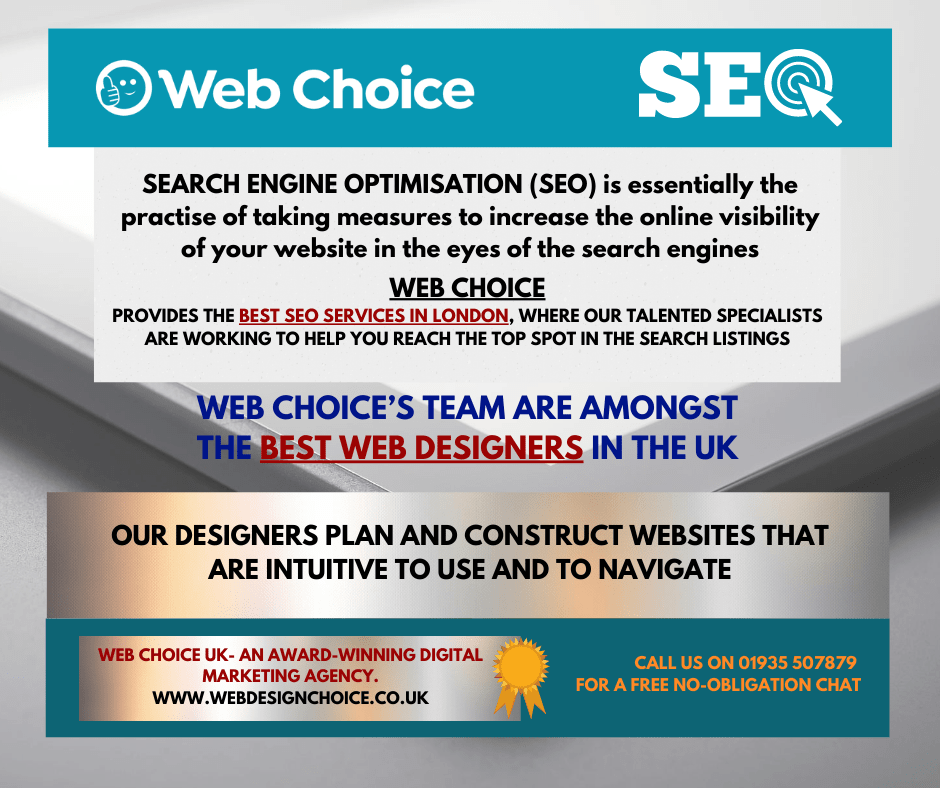 Web Choice
SEO
SEARCH ENGINE OPTIMISATION (SEO) is essentially the
practise of taking measures to increase the online visibility
of your website in the eyes of the search engines
WEB CHOICE
PROVIDES THE BEST SEO SERVICES IN LONDON, WHERE OUR TALENTED SPECIALISTS
ARE WORKING TO HELP YOU REACH THE TOP SPOT IN THE SEARCH LISTINGS
WEB CHOICE’S TEAM ARE AMONGST
THE BEST WEB DESIGNERS IN THE UK
OUR DESIGNERS PLAN AND CONSTRUCT WEBSITES THAT
ARE INTUITIVE TO USE AND TO NAVIGATE
WEB CHOICE UK- AN AWARD-WINNING DIGITAL
MARKETING AGENCY.
WWW.WEBDESIGNCHOICE.CO.UK
CALL US ON 01935 507879
FOR A FREE NO-OBLIGATION CHAT